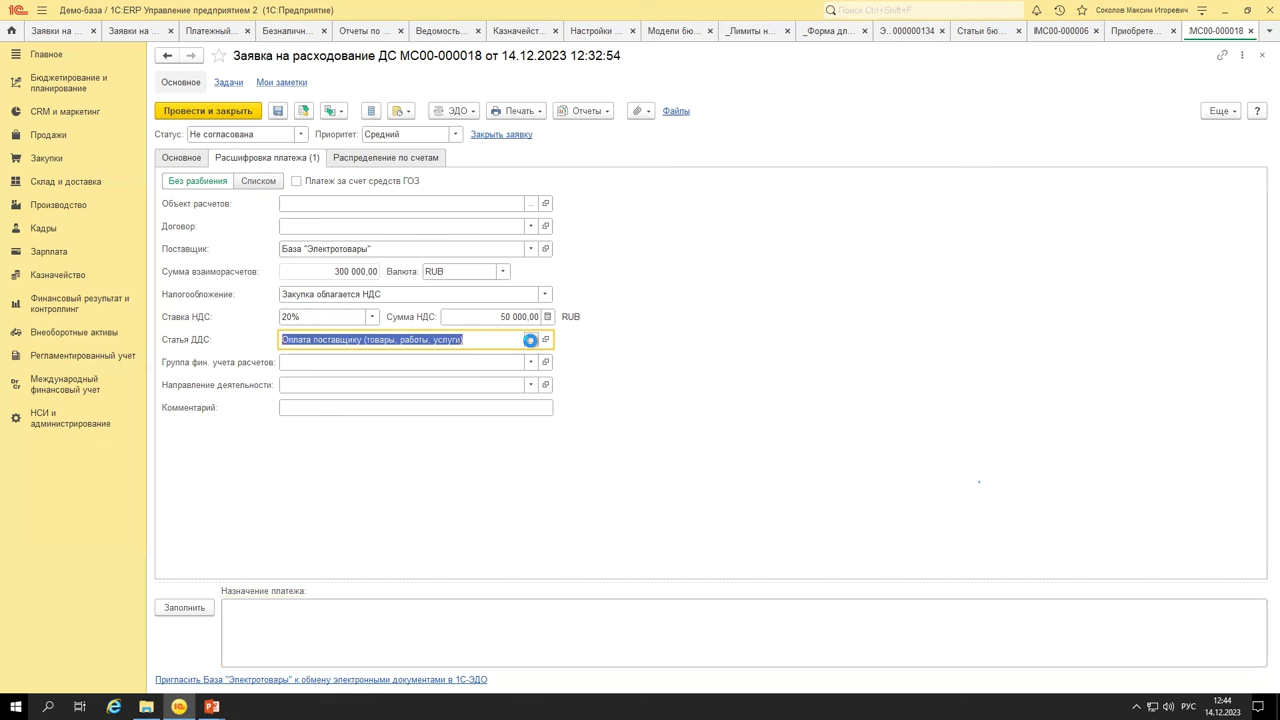 Демо-база / 1С:ERP Управление предприятием 2 (1С:Предприятие)
Поиск Ctrl+Shift+F
Соколов Максим Игоревич
Заявки на ...
Заявки на ...
Платежный...
Безналичн...
Отчеты по ...
Ведомость...
Казначейст...
Настройки ...
Модели бю...
_Лимиты н...
_Форма дл...
Э...000000134
Статьи бюд...
IМС00-000006
Приобрете...
МС00-000018
Главное
Бюджетирование и
планирование
CRM и маркетинг
Продажи
Закупки
Склад и доставка
Производство
Кадры
Зарплата
Казначейство
Финансовый результат и
контроллинг
Внеоборотные активы
Регламентированный учет
Международный
финансовый учет
НСИ и
администрирование
Заявка на расходование ДС МС00-000018 от 14.12.2023 12:32:54
Основное
Задачи
Мои заметки
Провести и закрыть
ЭДО
Печать
Отчеты
Файлы
Еще
?
Статус: Не согласована
Приоритет: Средний
Закрыть заявку
Основное
Расшифровка платежа (1)
Распределение по счетам
Без разбиения
Списком
Платеж за счет средств ГОЗ
Объект расчетов:
Договор:
Поставщик: База "Электротовары"
Сумма взаиморасчетов: 300 000,00 Валюта: RUB
Налогообложение: Закупка облагается НДС
Ставка НДС: 20% Сумма НДС: 50 000,00 RUB
Статья ДДС: Оплата поставщику (товары, работы, услуги)
Группа фин. учета расчетов:
Направление деятельности:
Комментарий:
Назначение платежа:
Заполнить
Пригласить База "Электротовары" к обмену электронными документами в 1С-ЭДО
РУС
12:44
14.12.2023